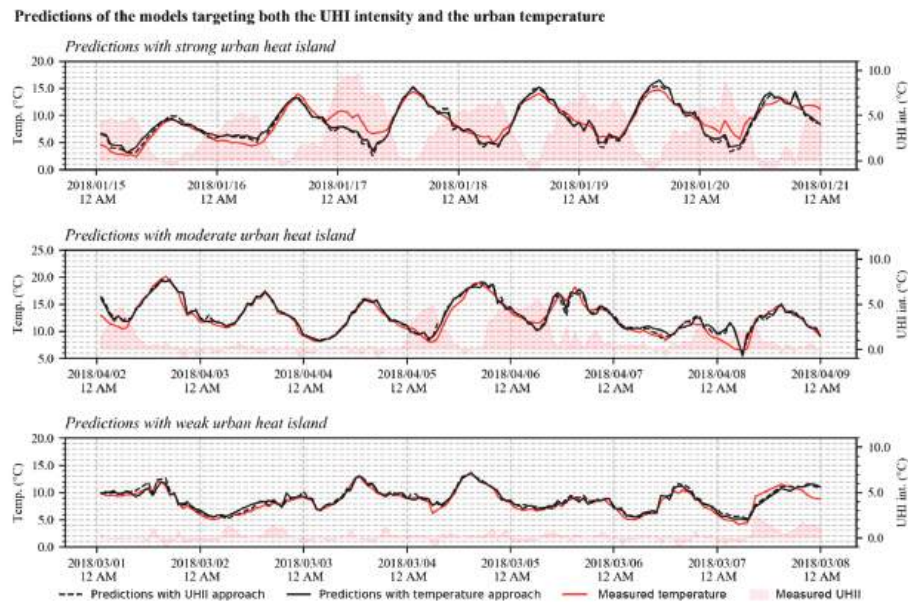 Predictions of the models targeting both the UHI intensity and the urban temperature
Predictions with strong urban heat island
20.0
15.0
10.0
5.0
0.0
Temp. (°C)
10.0
5.0
0.0
UHI int. (°C)
2018/01/15 2018/01/16 2018/01/17 2018/01/18 2018/01/19 2018/01/20 2018/01/21
12 AM 12 AM 12 AM 12 AM 12 AM 12 AM 12 AM
Predictions with moderate urban heat island
25.0
20.0
15.0
10.0
5.0
Temp. (°C)
10.0
5.0
0.0
UHI int. (°C)
2018/04/02 2018/04/03 2018/04/04 2018/04/05 2018/04/06 2018/04/07 2018/04/08 2018/04/09
12 AM 12 AM 12 AM 12 AM 12 AM 12 AM 12 AM 12 AM
Predictions with weak urban heat island
20.0
15.0
10.0
5.0
0.0
Temp. (°C)
10.0
5.0
0.0
UHI int. (°C)
2018/03/01 2018/03/02 2018/03/03 2018/03/04 2018/03/05 2018/03/06 2018/03/07 2018/03/08
12 AM 12 AM 12 AM 12 AM 12 AM 12 AM 12 AM 12 AM
Predictions with UHII approach Predictions with temperature approach Measured temperature Measured UHII